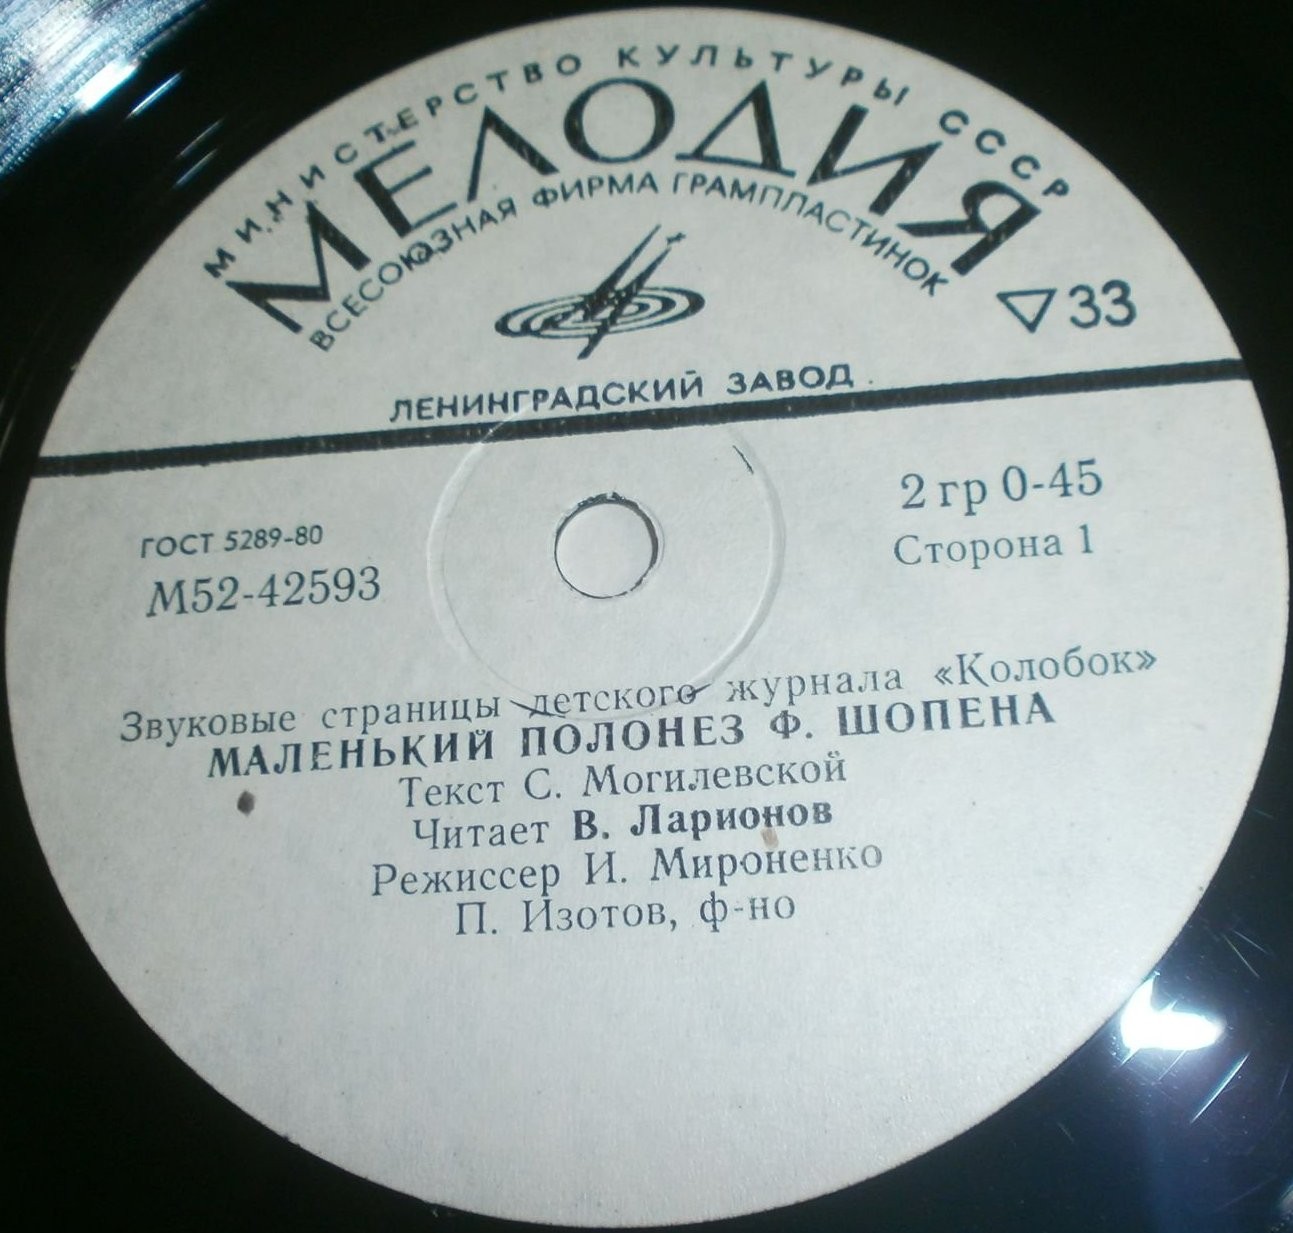 МИНИСТЕРСТВО КУЛЬТУРЫ СССР
МЕЛОДИЯ
ВСЕСОЮЗНАЯ ФИРМА ГРАМПЛАСТИНОК
33
ЛЕНИНГРАДСКИЙ ЗАВОД
2 гр 0-45
Сторона 1
ГОСТ 5289-80
М52-42593
Звуковые страницы детского журнала «Колобок»
МАЛЕНЬКИЙ ПОЛОНЕЗ Ф. ШОПЕНА
Текст С. Могилевской
Читает В. Ларионов
Режиссер И. Мироненко
П. Изотов, ф-но